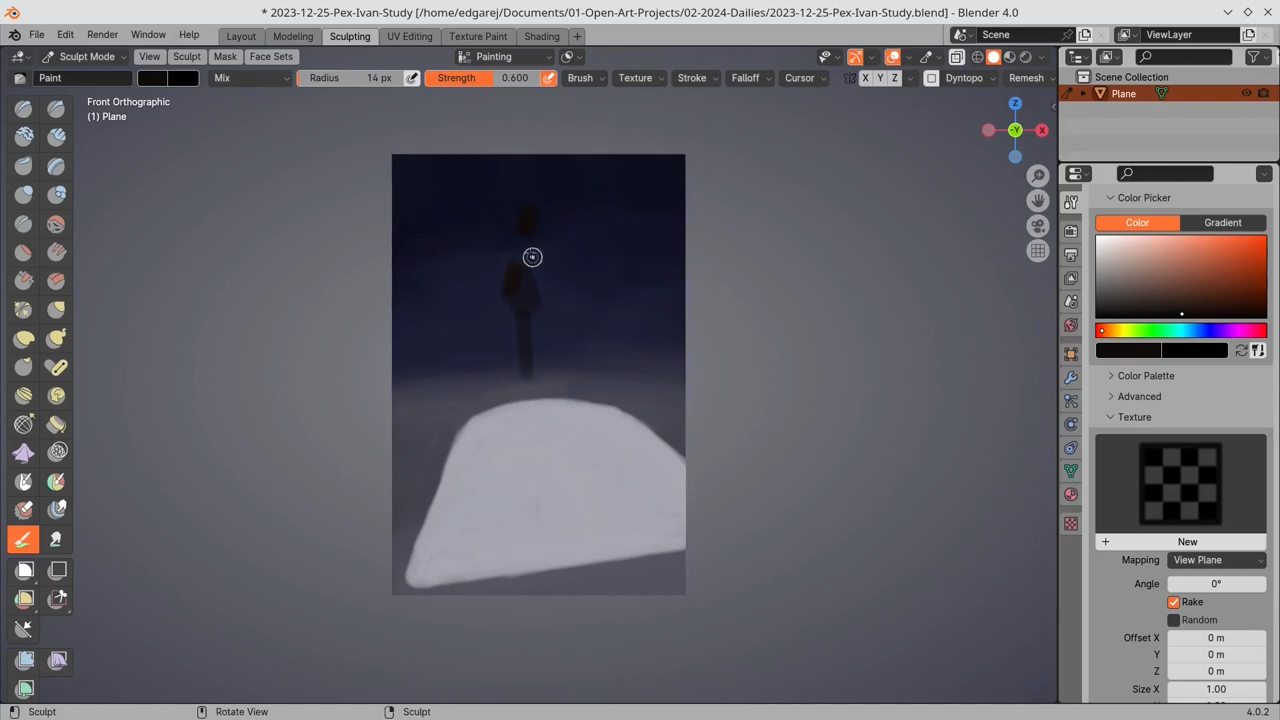 * 2023-12-25-Pex-Ivan-Study [/home/edgarej/Documents/01-Open-Art-Projects/02-2024-Dailies/2023-12-25-Pex-Ivan-Study.blend] - Blender 4.0
File Edit Render Window Help Layout Modeling Sculpting UV Editing Texture Paint Shading + Scene ViewLayer
Sculpt Mode View Sculpt Mask Face Sets Painting
Paint Mix Radius 14 px Strength 0.600 Brush Texture Stroke Falloff Cursor X Y Z Dyntopo Remesh
Scene Collection
Plane
Front Orthographic
(1) Plane
Z
-Y
X
Color Picker
Color Gradient
Color Palette
Advanced
Texture
+ New
Mapping View Plane
Angle 0°
Rake
Random
Offset X 0 m
Y 0 m
Z 0 m
Size X 1.00
Sculpt Rotate View Sculpt 4.0.2